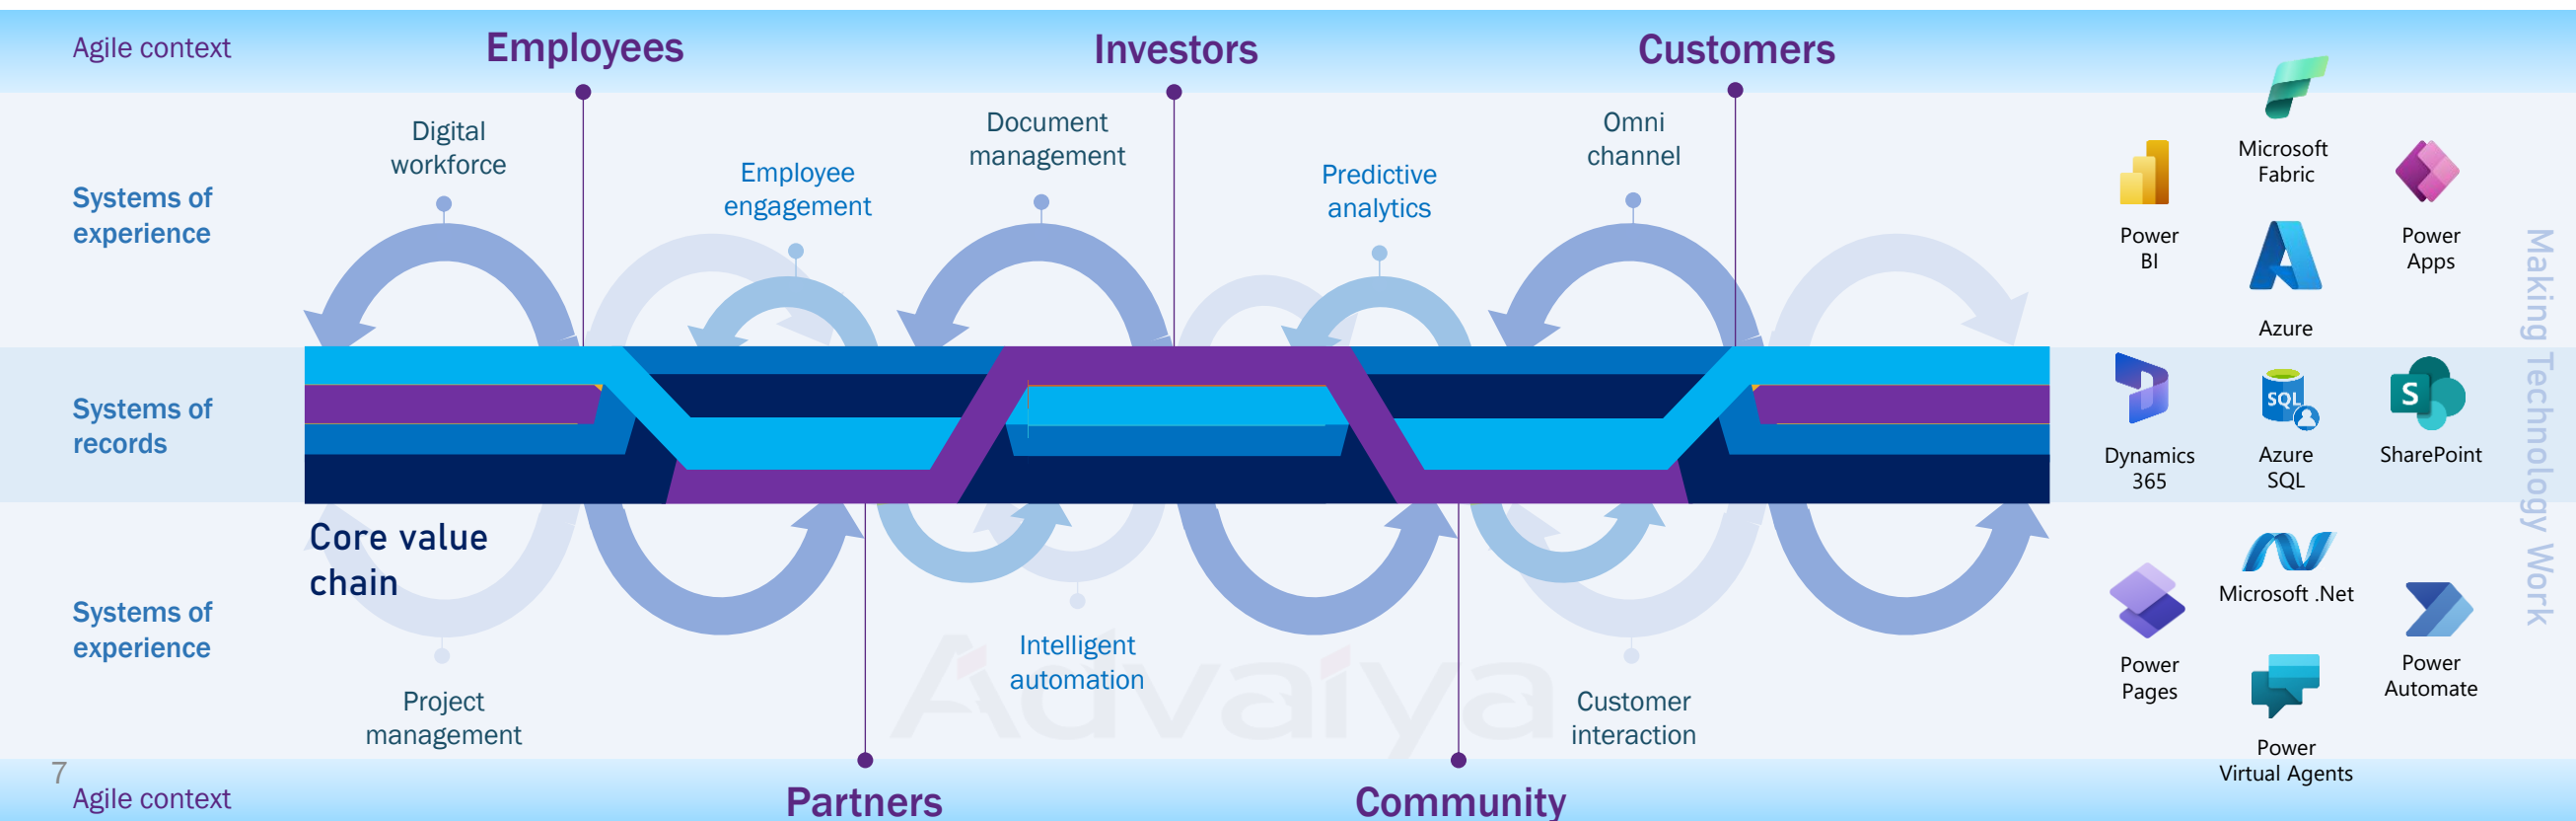 Agile context
Employees
Investors
Customers
Digital
workforce
Employee
engagement
Document
management
Predictive
analytics
Omni
channel
Systems of
experience
Microsoft
Fabric
Power
BI
Power
Apps
Azure
Systems of
records
Dynamics
365
SQL
Azure
SQL
S
SharePoint
Making Technology Work
Core value
chain
Systems of
experience
Project
management
Intelligent
automation
Customer
interaction
Advaiya
Microsoft .Net
Power
Pages
Power
Automate
Power
Virtual Agents
7
Agile context
Partners
Community